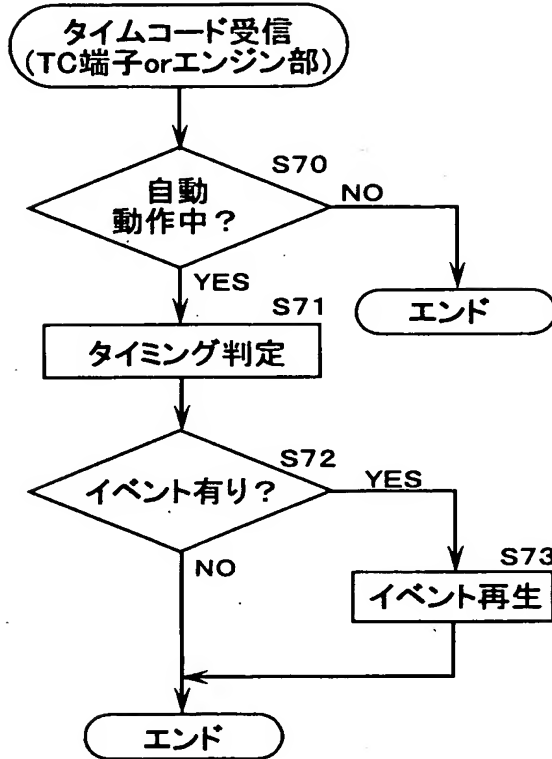 タイムコード受信
(TC端子orエンジン部)
S70
自動
動作中？
NO
YES
エンド
S71
タイミング判定
S72
イベント有り？
YES
NO
S73
イベント再生
エンド